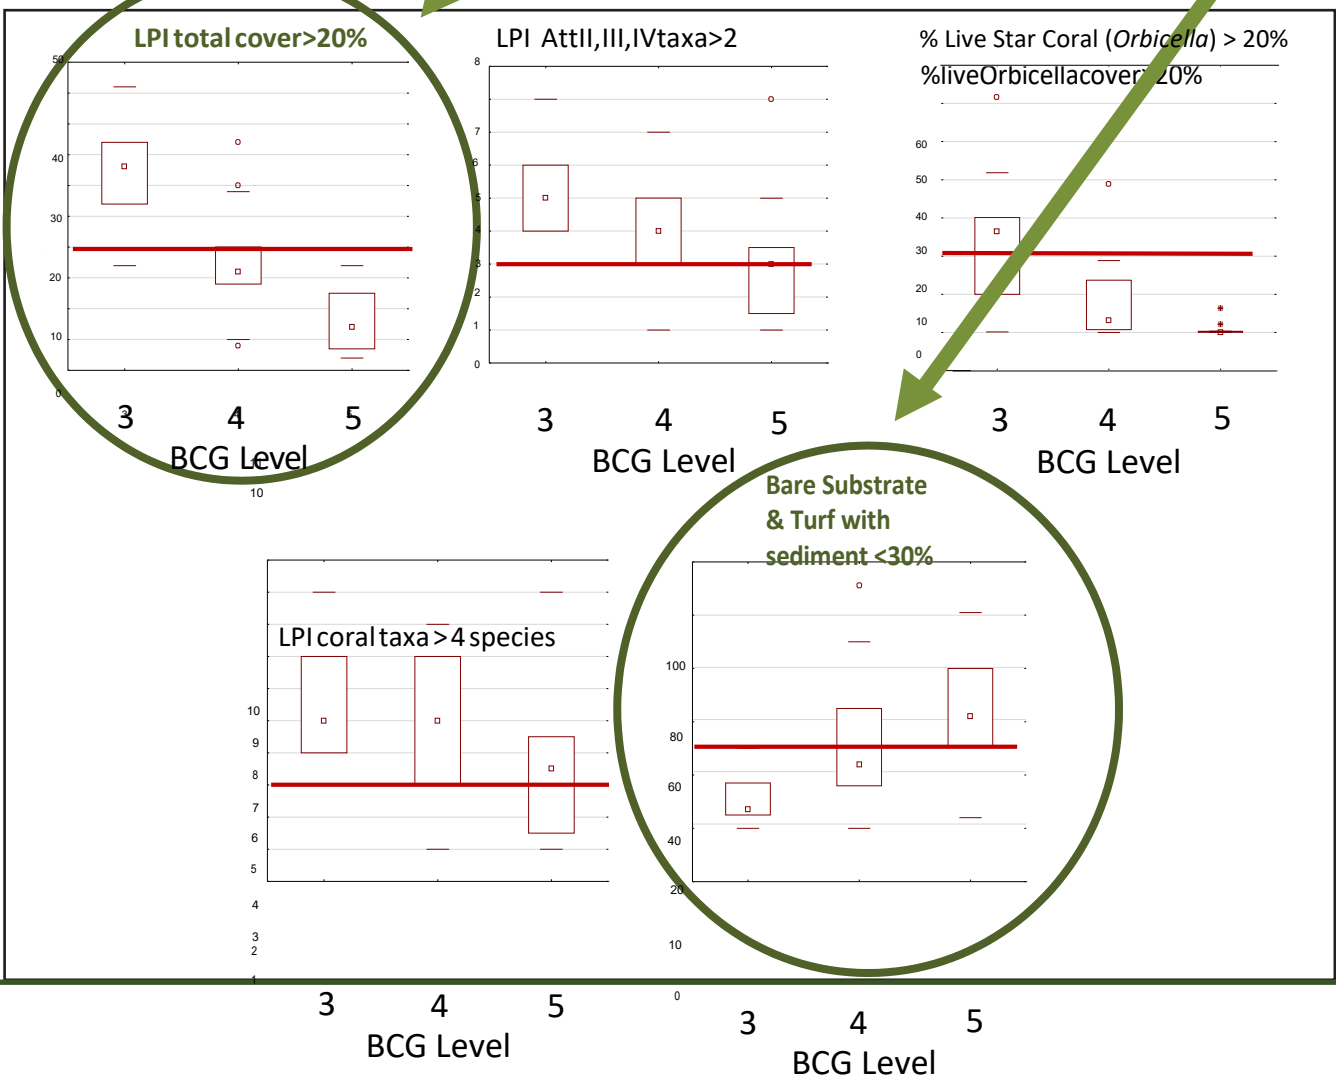 LPI total cover>20%
LPI AttII,III,IVtaxa>2
% Live Star Coral (Orbicella) > 20%
%liveOrbicellacover>20%
50
40
30
20
10
0
8
7
6
5
4
3
2
1
0
60
50
40
30
20
10
0
3 4 5
BCG Level
3 4 5
BCG Level
3 4 5
BCG Level
11
10
Bare Substrate
& Turf with
sediment <30%
LPI coral taxa > 4 species
10
9
8
7
6
5
4
3
2
1
100
80
60
40
20
10
0
3 4 5
BCG Level
3 4 5
BCG Level